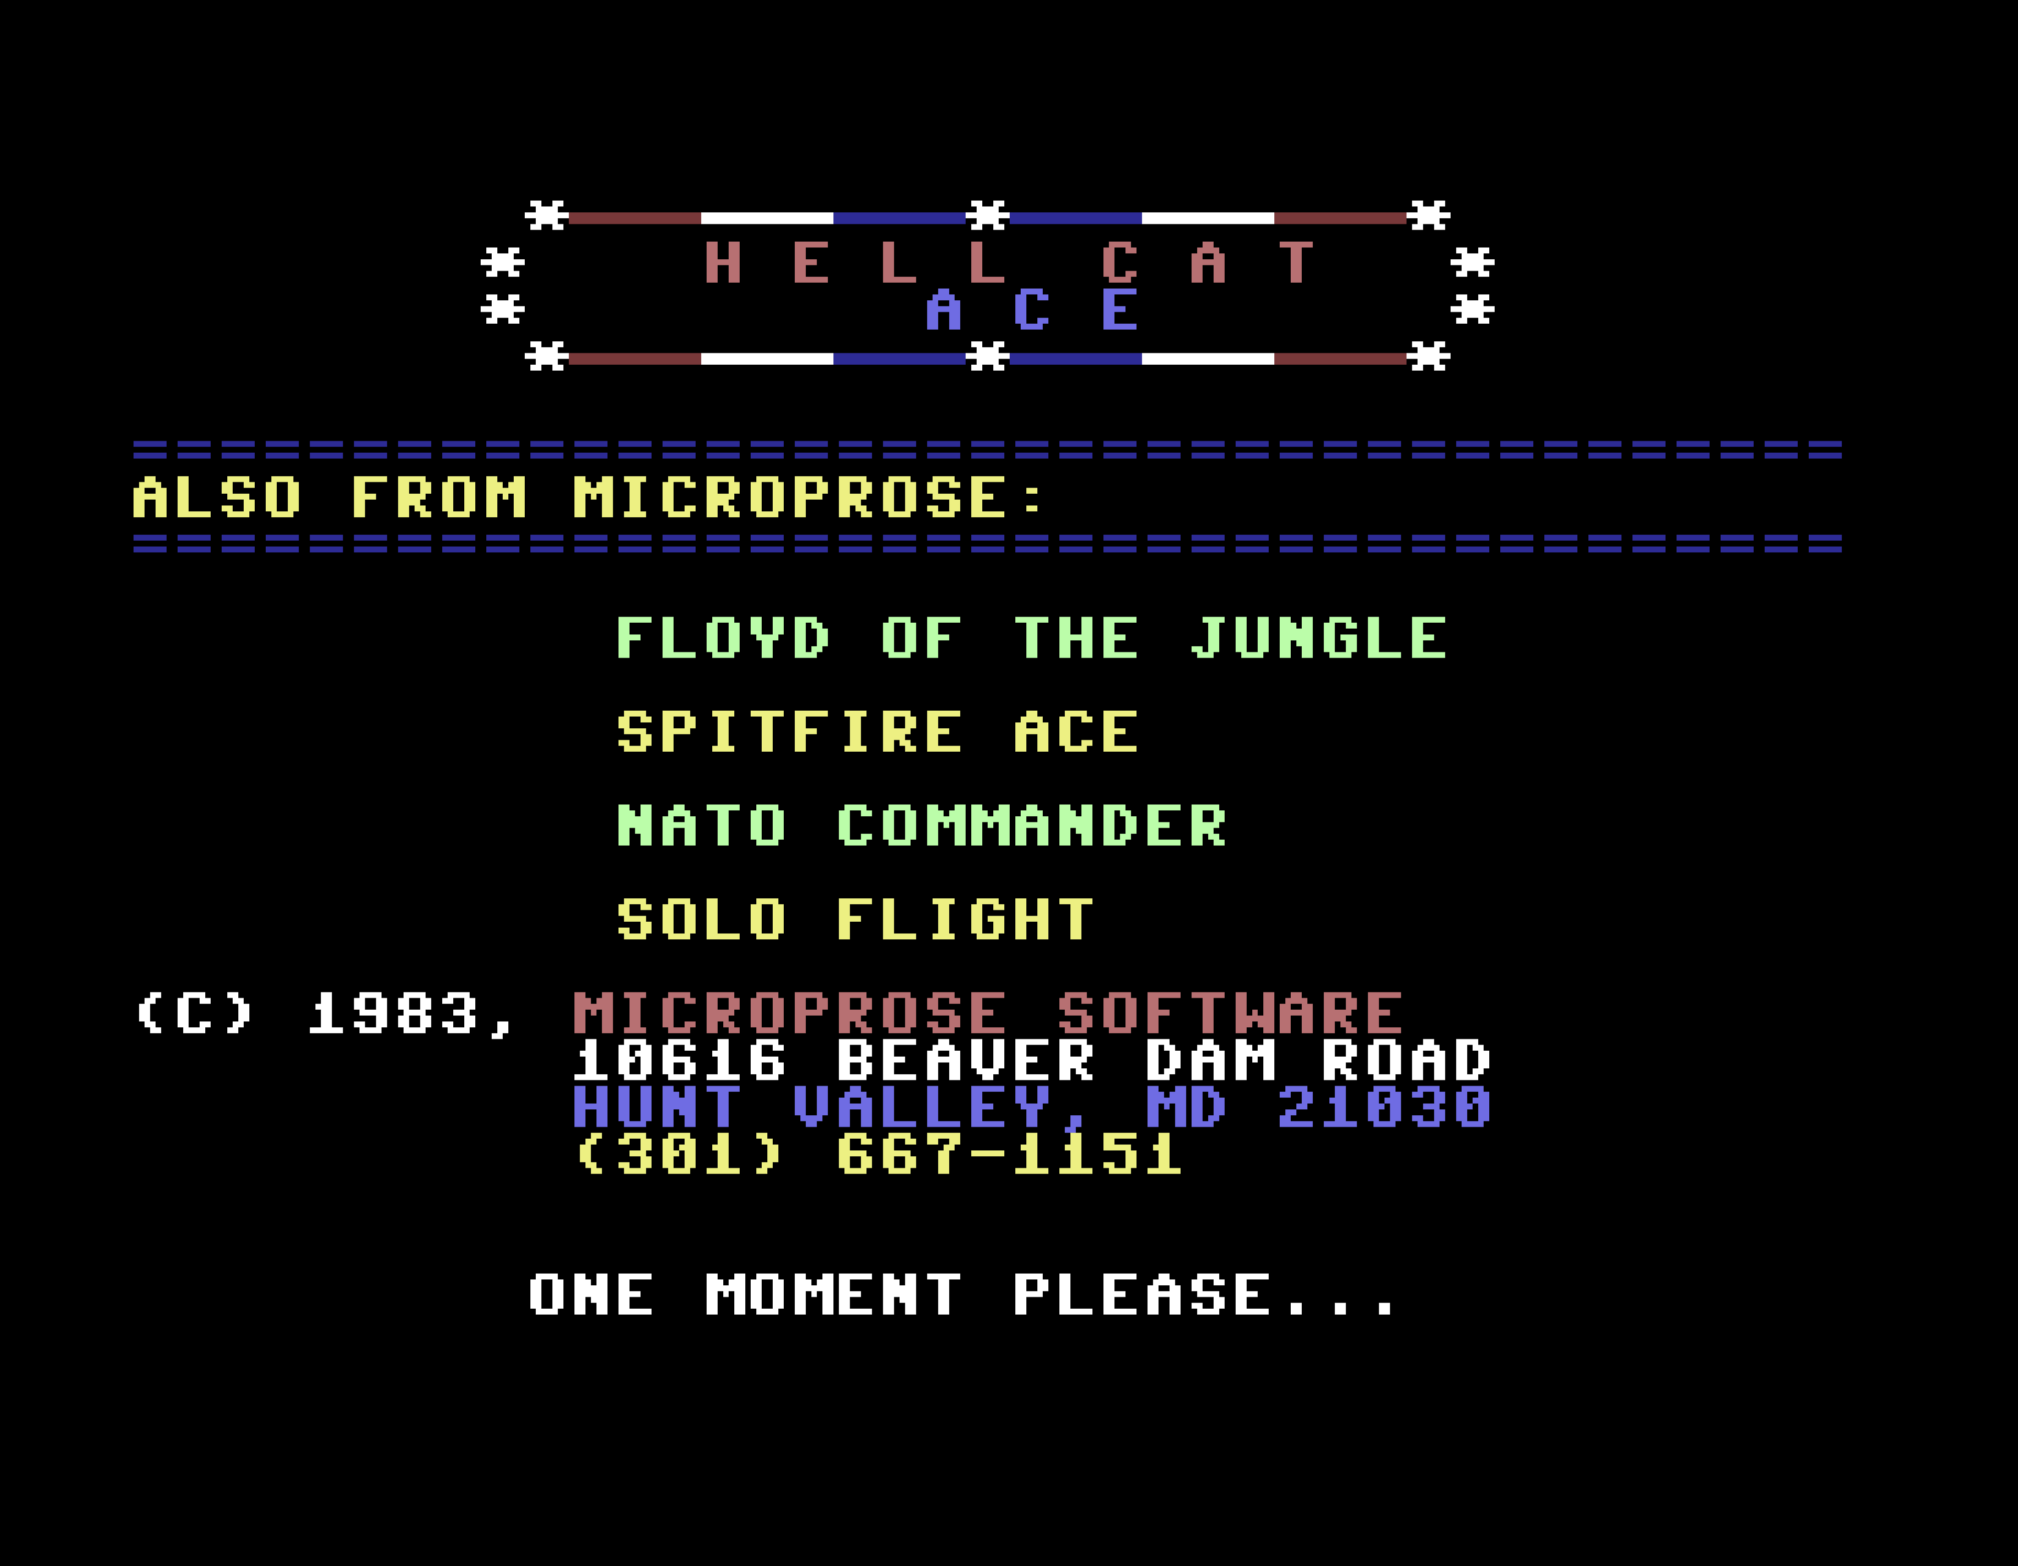 H E L L  C A T
A C E
=======================================
ALSO FROM MICROPROSE:
=======================================
FLOYD OF THE JUNGLE
SPITFIRE ACE
NATO COMMANDER
SOLO FLIGHT
(C) 1983, MICROPROSE SOFTWARE
10616 BEAVER DAM ROAD
HUNT VALLEY, MD 21030
(301) 667-1151
ONE MOMENT PLEASE...